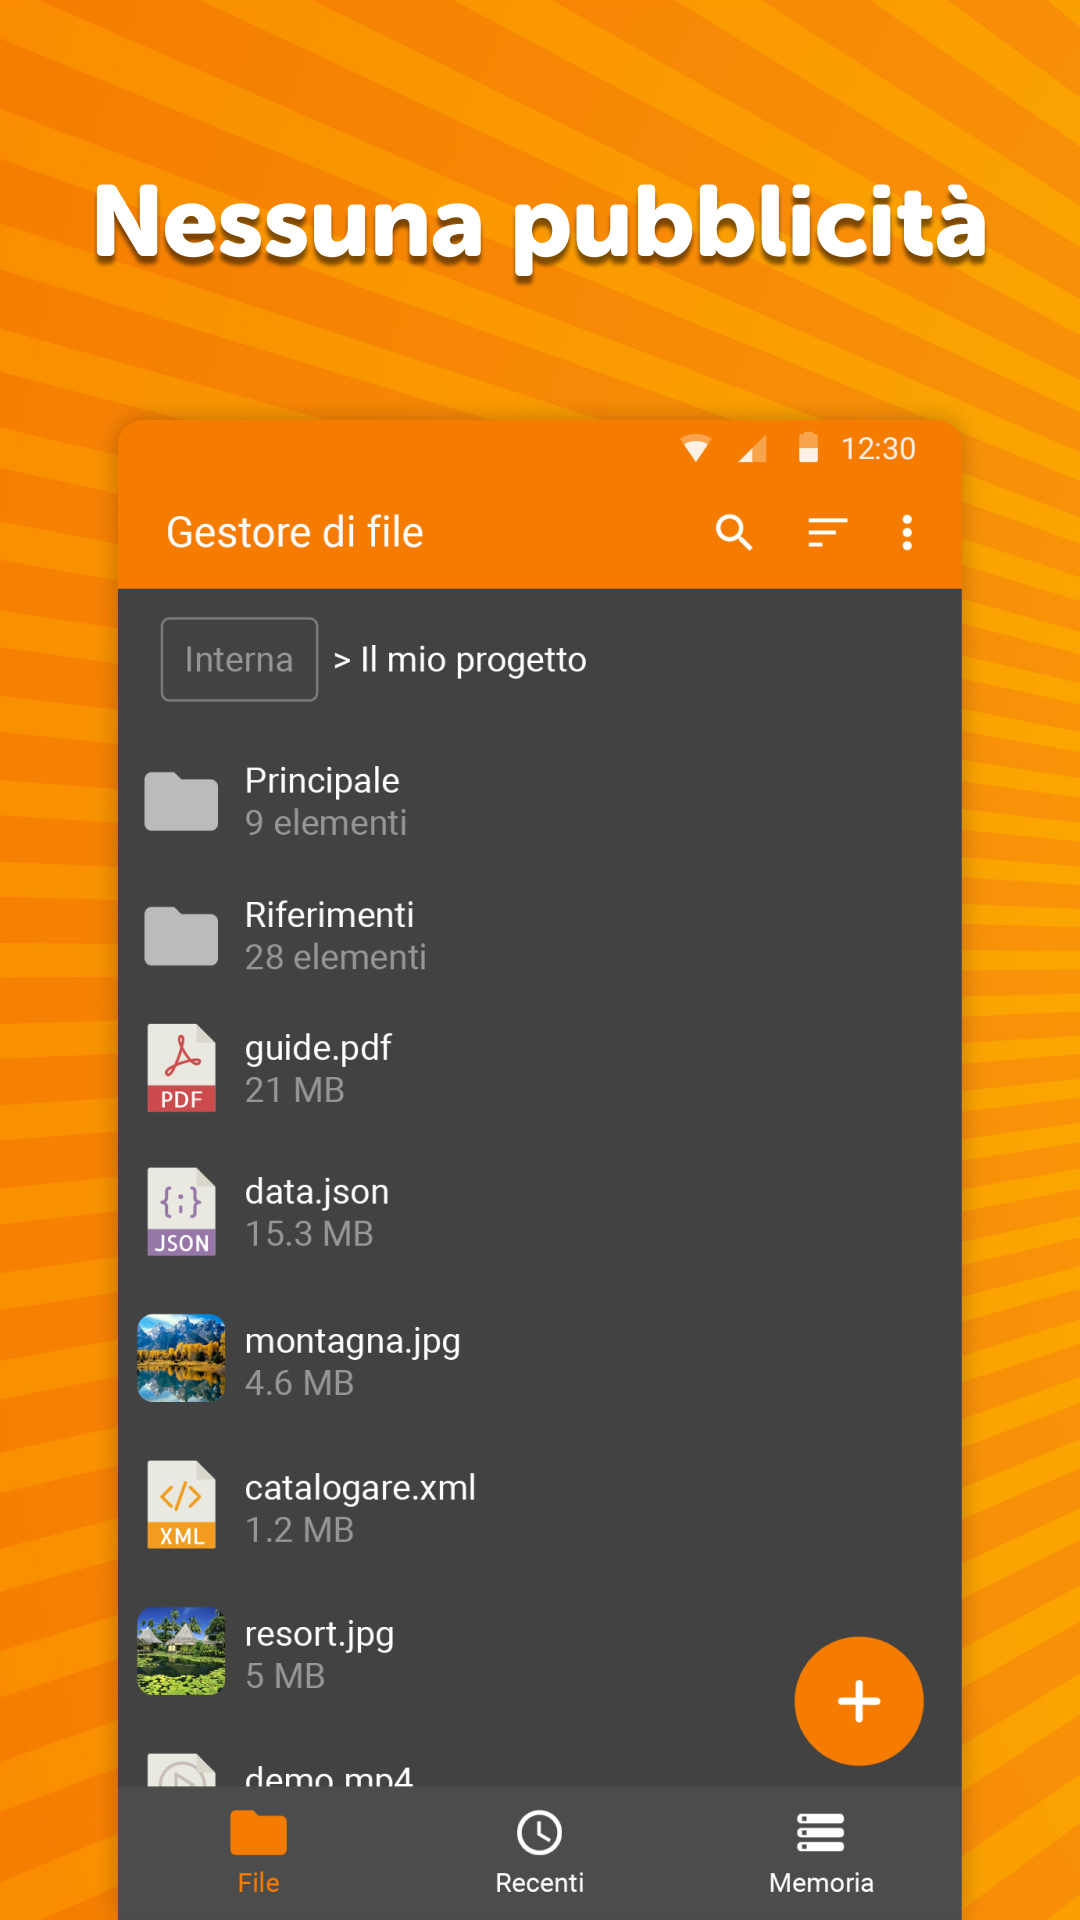 Nessuna pubblicità
12:30
Gestore di file
Interna > Il mio progetto
Principale
9 elementi
Riferimenti
28 elementi
PDF
guide.pdf
21 MB
{;}
JSON
data.json
15.3 MB
montagna.jpg
4.6 MB
</>
XML
catalogare.xml
1.2 MB
resort.jpg
5 MB
demo.mp4
File
Recenti
Memoria